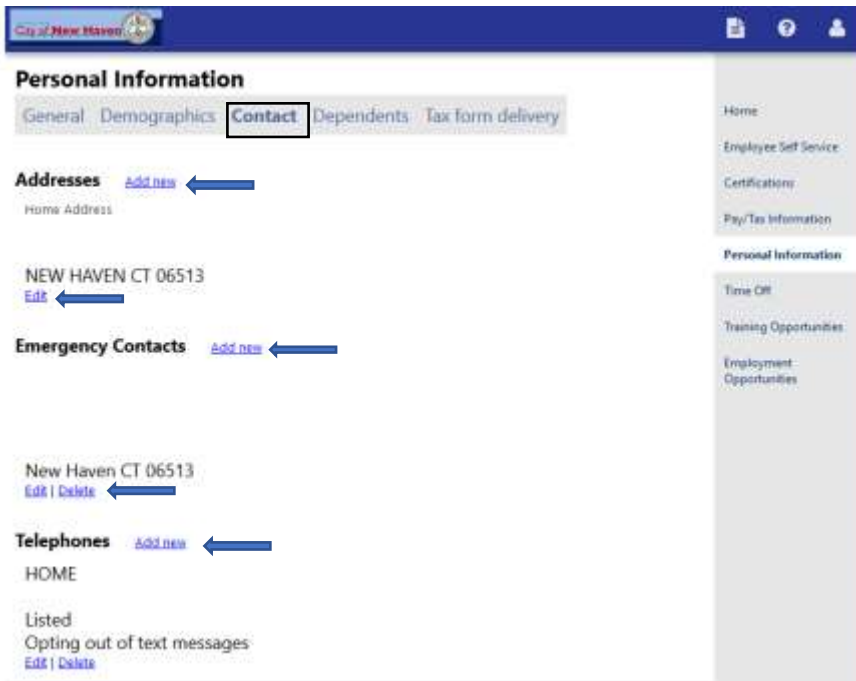 City of New Haven
Personal Information
General Demographics Contact Dependents Tax form delivery
Addresses Add new
Home Address
NEW HAVEN CT 06513
Edit
Emergency Contacts Add new
New Haven CT 06513
Edit | Delete
Telephones Add new
HOME
Listed
Opting out of text messages
Edit | Delete
Home
Employee Self Service
Certifications
Pay/Tax Information
Personal Information
Time Off
Training Opportunities
Employment
Opportunities